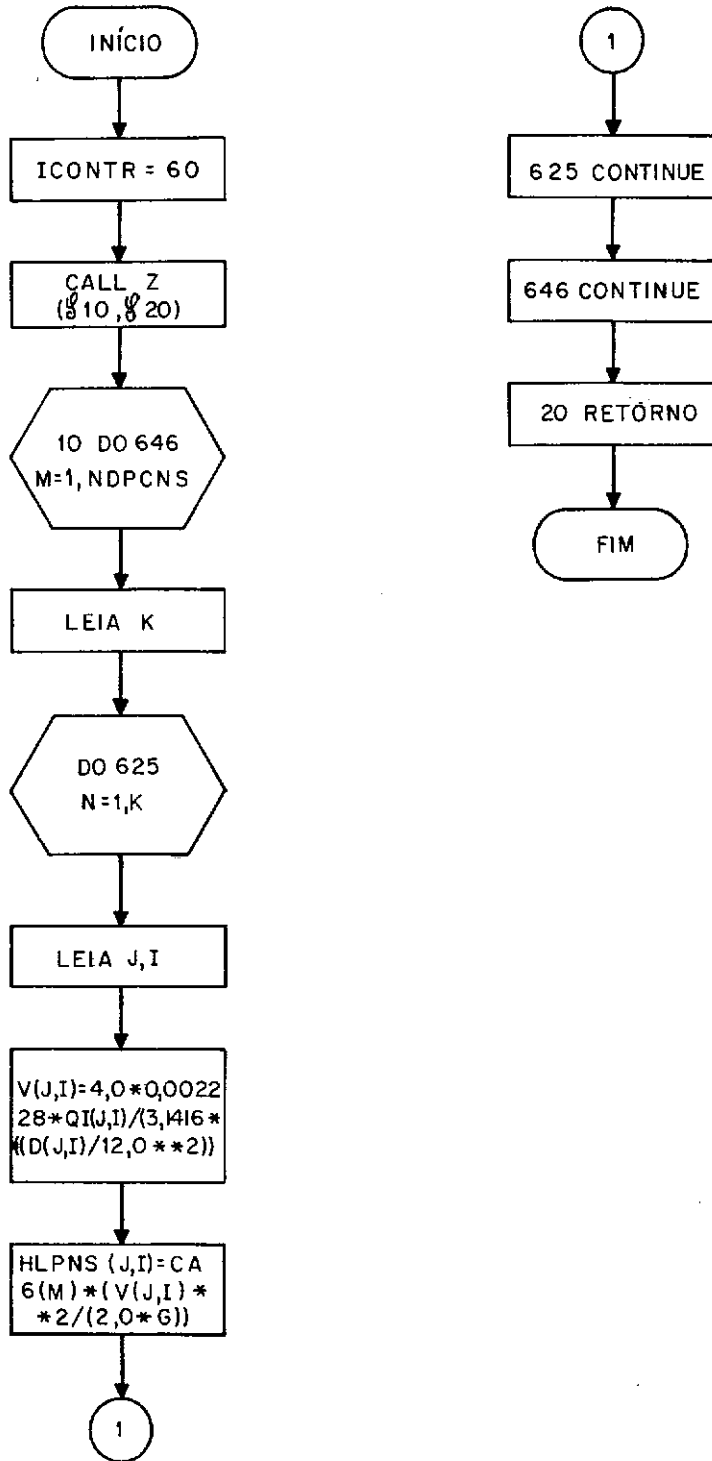 INÍCIO
ICONTR = 60
CALL Z
(&10, &20)
10 DO 646
M=1, NDPCNS
LEIA K
DO 625
N=1,K
LEIA J,I
V(J,I)=4,0*0,0022
28*QI(J,I)/(3,1416*
*((D(J,I)/12,0**2))
HLPNS (J,I)=CA
6(M)*(V(J,I)*
*2/(2,0*G))
1
1
625 CONTINUE
646 CONTINUE
20 RETÔRNO
FIM